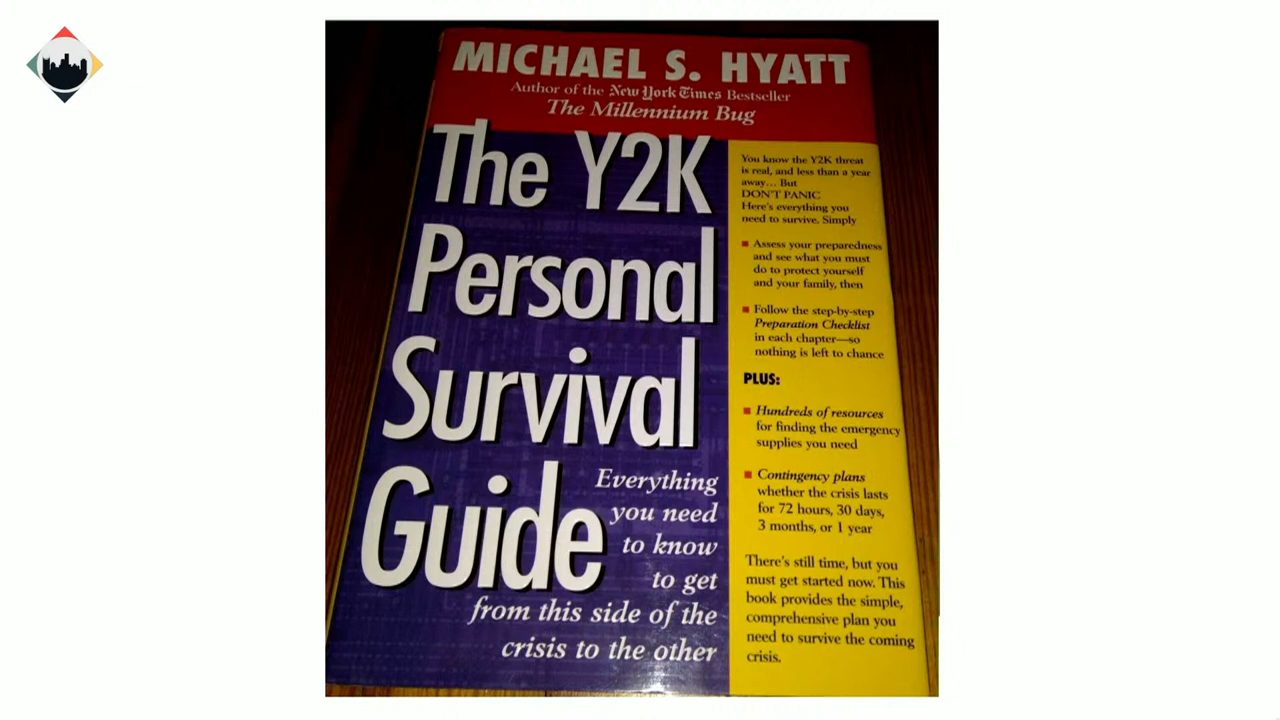 MICHAEL S. HYATT
Author of the New York Times Bestseller
The Millennium Bug
The Y2K
Personal
Survival
Guide
Everything
you need
to know
to get
from this side of the
crisis to the other
You know the Y2K threat
is real, and less than a year
away... But
DON'T PANIC
Here's everything you
need to survive. Simply
Assess your preparedness
and see what you must
do to protect yourself
and your family, then
Follow the step-by-step
Preparation Checklist
in each chapter—so
nothing is left to chance
PLUS:
Hundreds of resources
for finding the emergency
supplies you need
Contingency plans
whether the crisis lasts
for 72 hours, 30 days,
3 months, or 1 year
There's still time, but you
must get started now. This
book provides the simple,
comprehensive plan you
need to survive the coming
crisis.